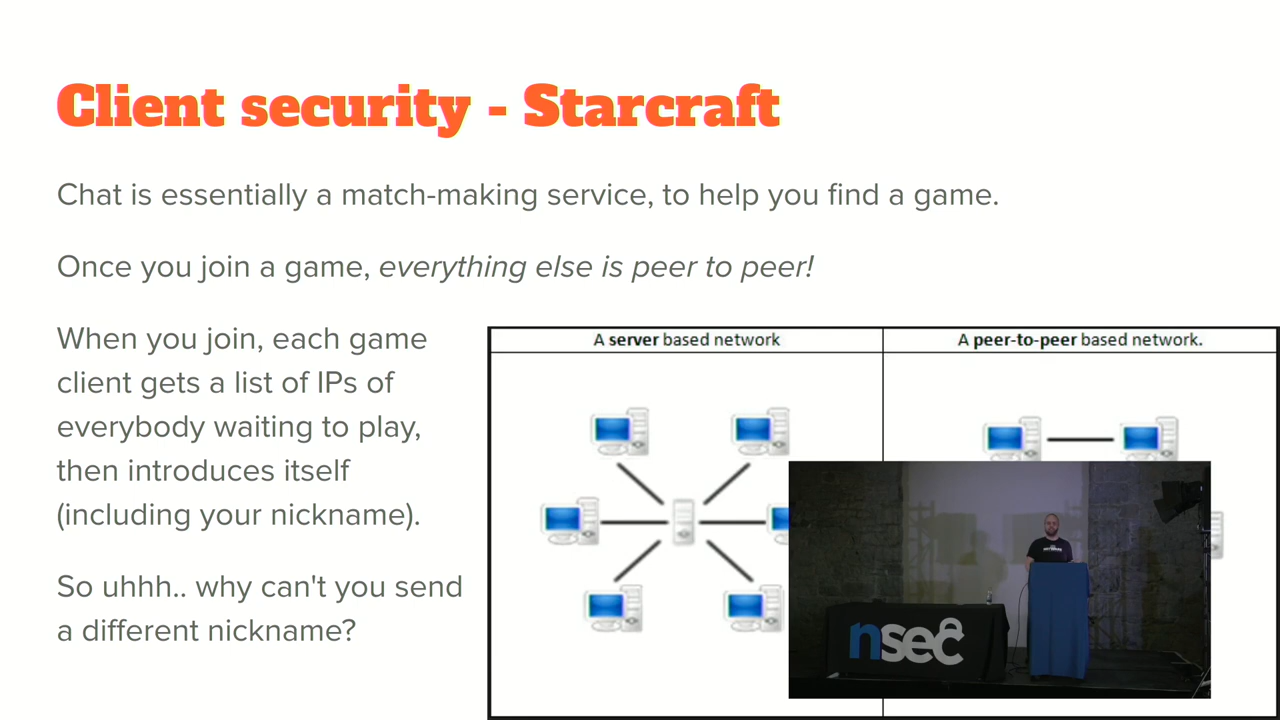 Client security - Starcraft
Chat is essentially a match-making service, to help you find a game.
Once you join a game, everything else is peer to peer!
When you join, each game
client gets a list of IPs of
everybody waiting to play,
then introduces itself
(including your nickname).
So uhhh.. why can't you send
a different nickname?
A server based network
A peer-to-peer based network.
nsec